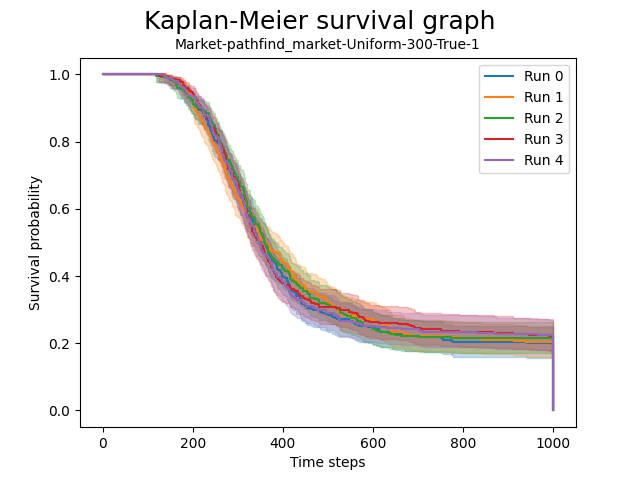 Kaplan-Meier survival graph
Market-pathfind_market-Uniform-300-True-1
Run 0
Run 1
Run 2
Run 3
Run 4
Survival probability
1.0
0.8
0.6
0.4
0.2
0.0
0 200 400 600 800 1000
Time steps